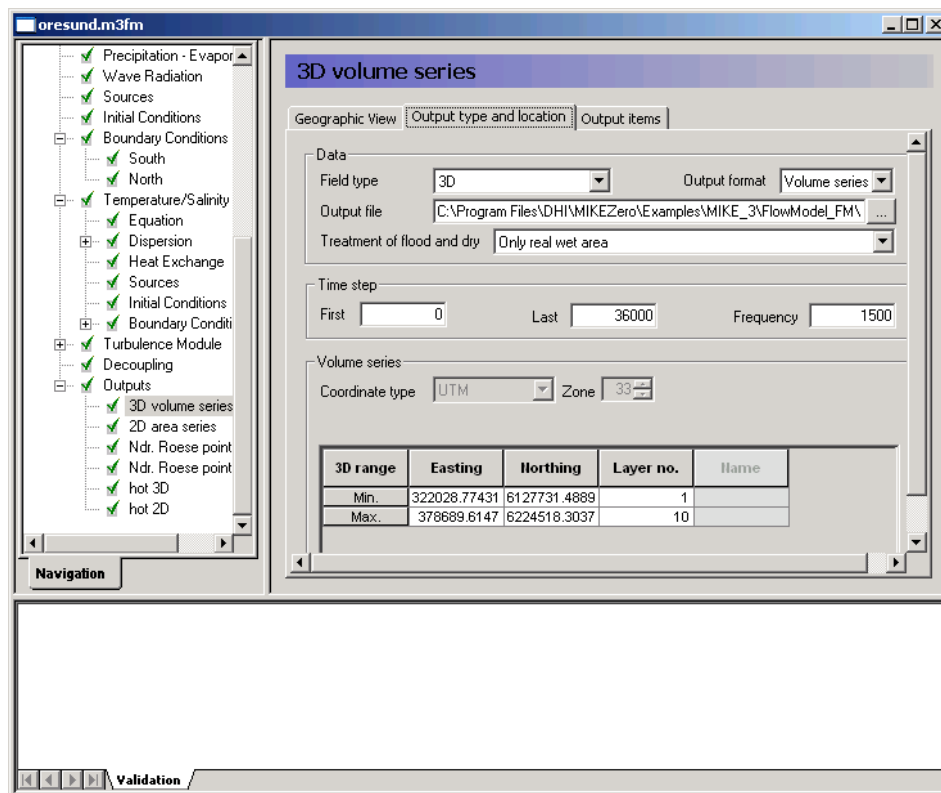 oresund.m3fm
Precipitation - Evapor
Wave Radiation
Sources
Initial Conditions
Boundary Conditions
South
North
Temperature/Salinity
Equation
Dispersion
Heat Exchange
Sources
Initial Conditions
Boundary Conditi
Turbulence Module
Decoupling
Outputs
3D volume series
2D area series
Ndr. Roese point
Ndr. Roese point
hot 3D
hot 2D
Navigation
3D volume series
Geographic View Output type and location Output items
Data
Field type 3D Output format Volume series
Output file C:\Program Files\DHI\MIKEZero\Examples\MIKE_3\FlowModel_FM\ ...
Treatment of flood and dry Only real wet area
Time step
First 0 Last 36000 Frequency 1500
Volume series
Coordinate type UTM Zone 33
3D range Easting Northing Layer no. Name
Min. 322028.77431 6127731.4889 1
Max. 378689.6147 6224518.3037 10
Validation